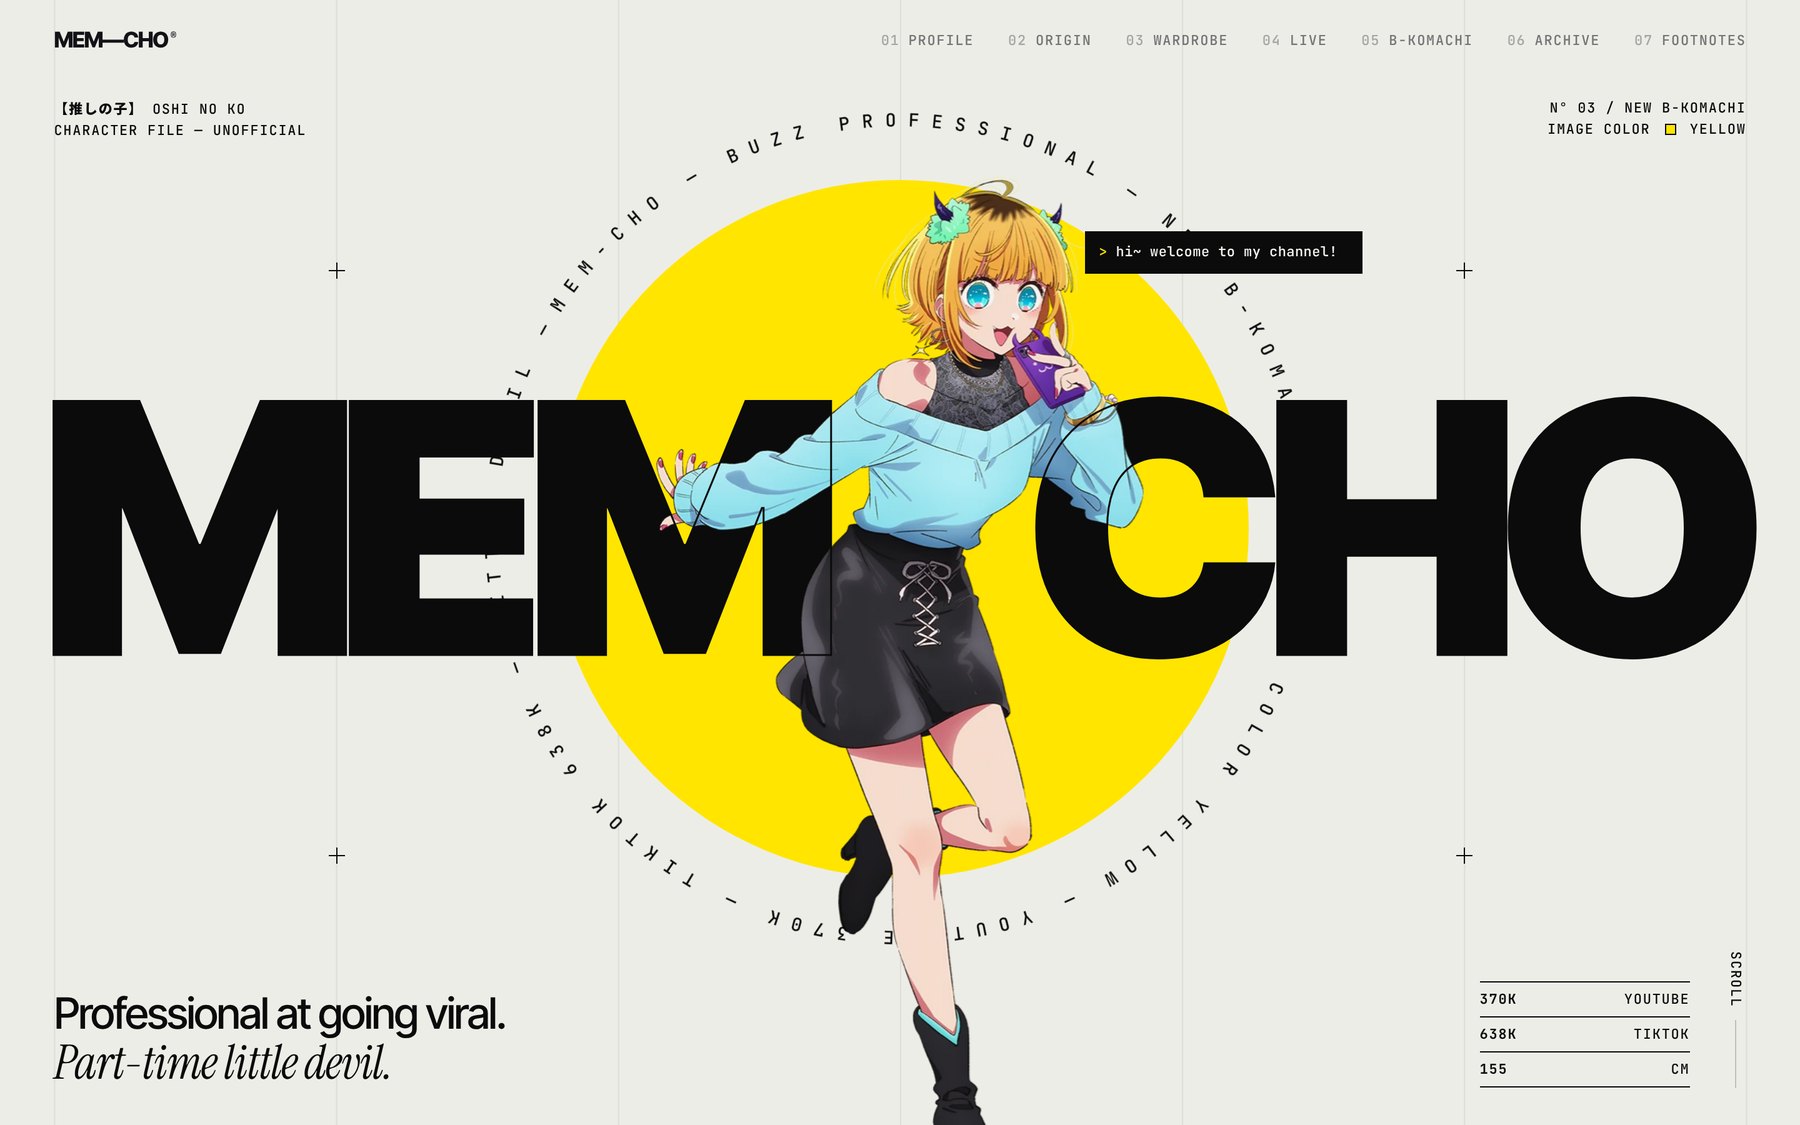 MEM—CHO®
01 PROFILE
02 ORIGIN
03 WARDROBE
04 LIVE
05 B-KOMACHI
06 ARCHIVE
07 FOOTNOTES
【推しの子】 OSHI NO KO
CHARACTER FILE — UNOFFICIAL
N° 03 / NEW B-KOMACHI
IMAGE COLOR YELLOW
— MEM-CHO — BUZZ PROFESSIONAL —
B-KOMA
COLOR YELLOW —
370K — TIKTOK 638K —
> hi~ welcome to my channel!
MEM CHO
Professional at going viral.
Part-time little devil.
370K YOUTUBE
638K TIKTOK
155 CM
SCROLL